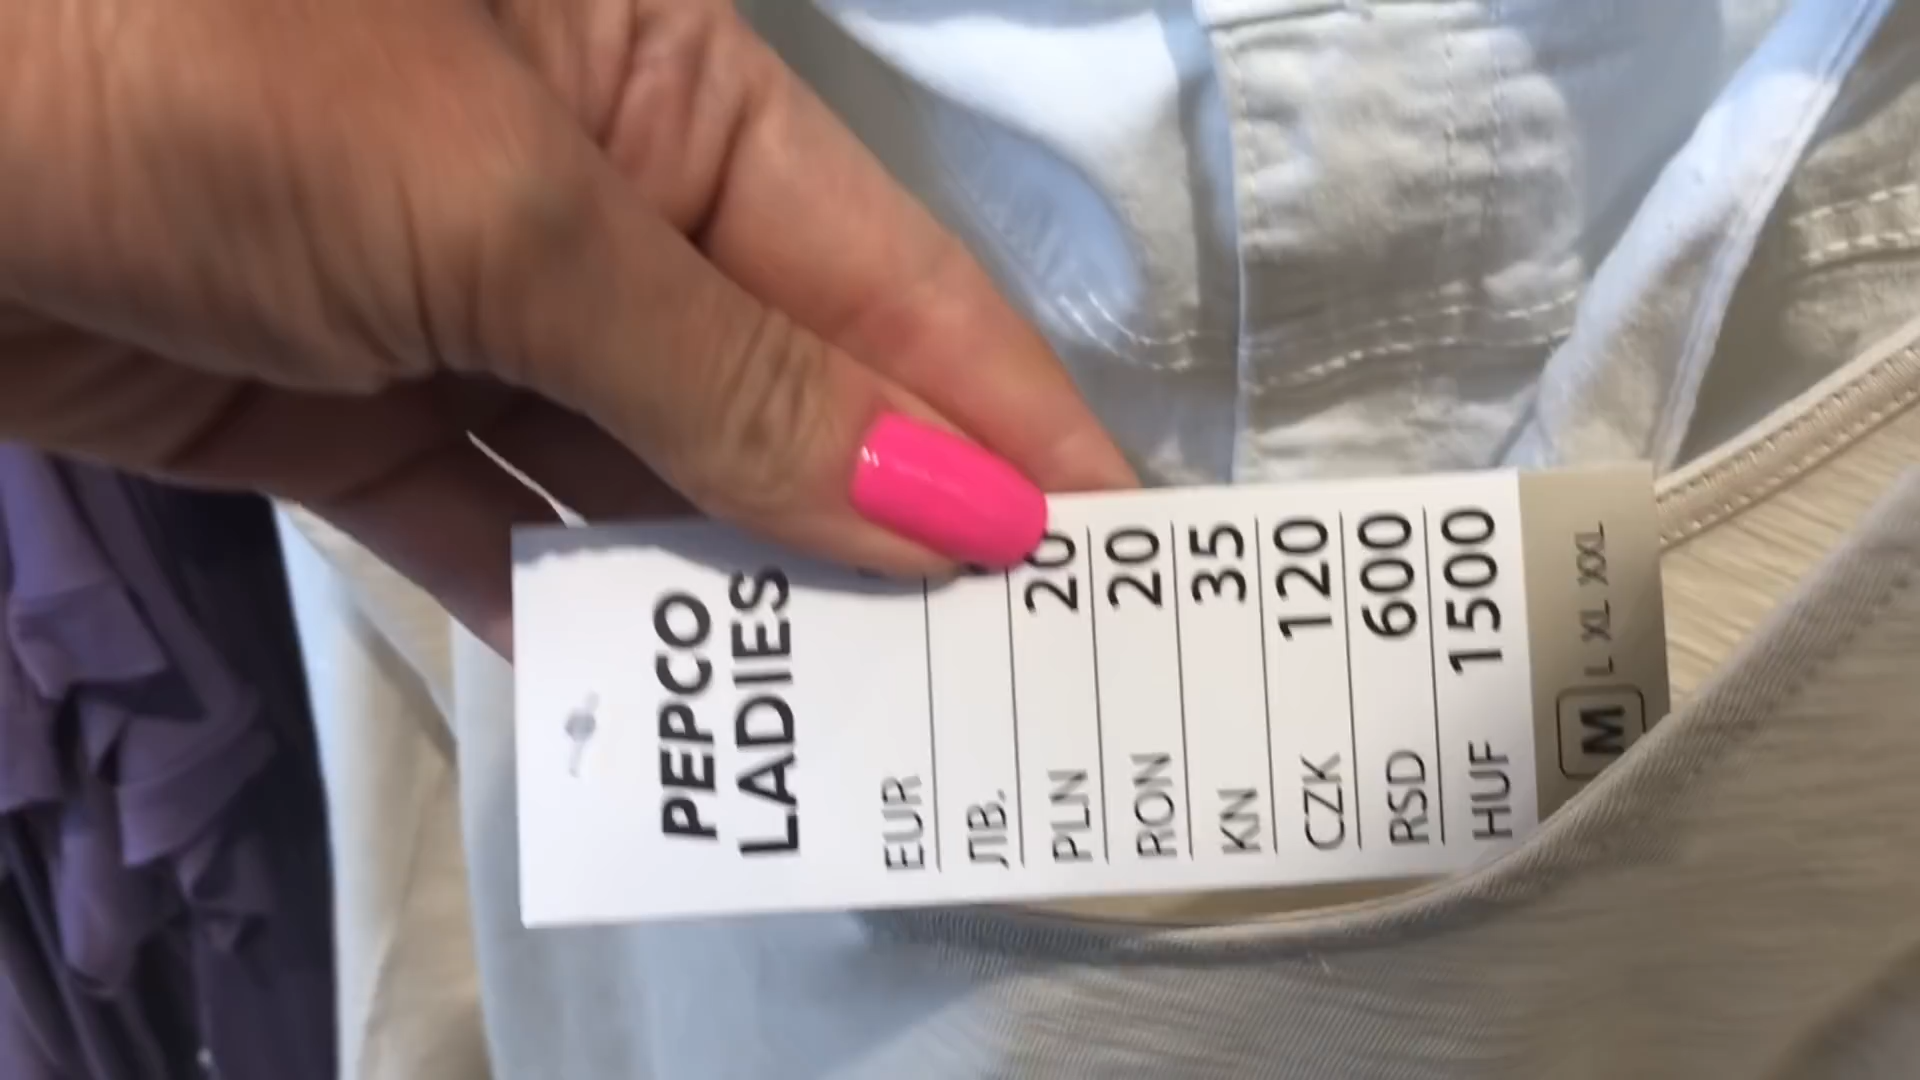 PEPCO
LADIES
EUR
ЛВ.
PLN 20
RON 20
KN 35
CZK 120
RSD 600
HUF 1500
M L XL XXL